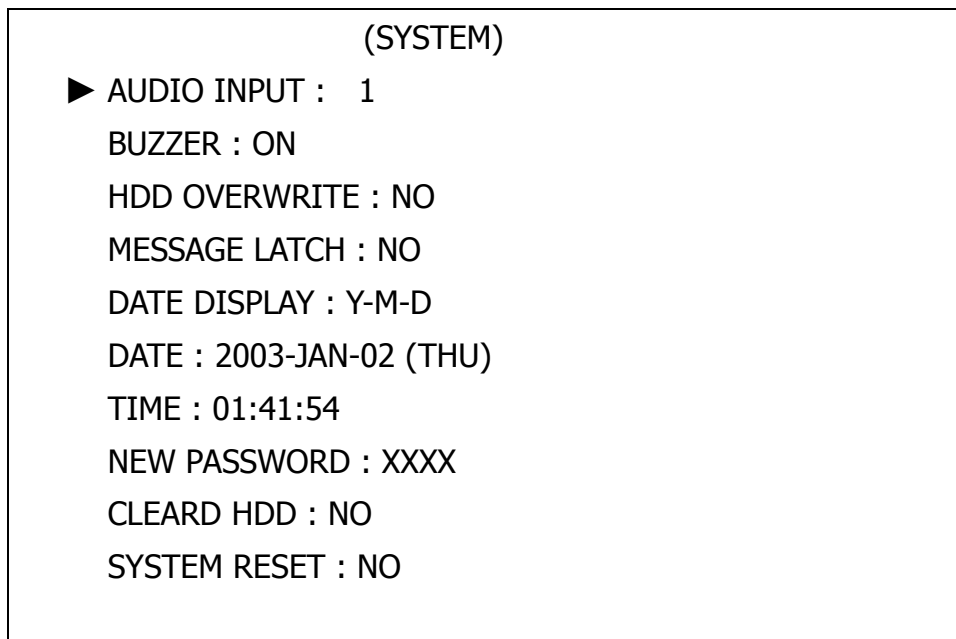 (SYSTEM)
► AUDIO INPUT : 1
BUZZER : ON
HDD OVERWRITE : NO
MESSAGE LATCH : NO
DATE DISPLAY : Y-M-D
DATE : 2003-JAN-02 (THU)
TIME : 01:41:54
NEW PASSWORD : XXXX
CLEARD HDD : NO
SYSTEM RESET : NO